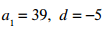 a₁ = 39, d = −5